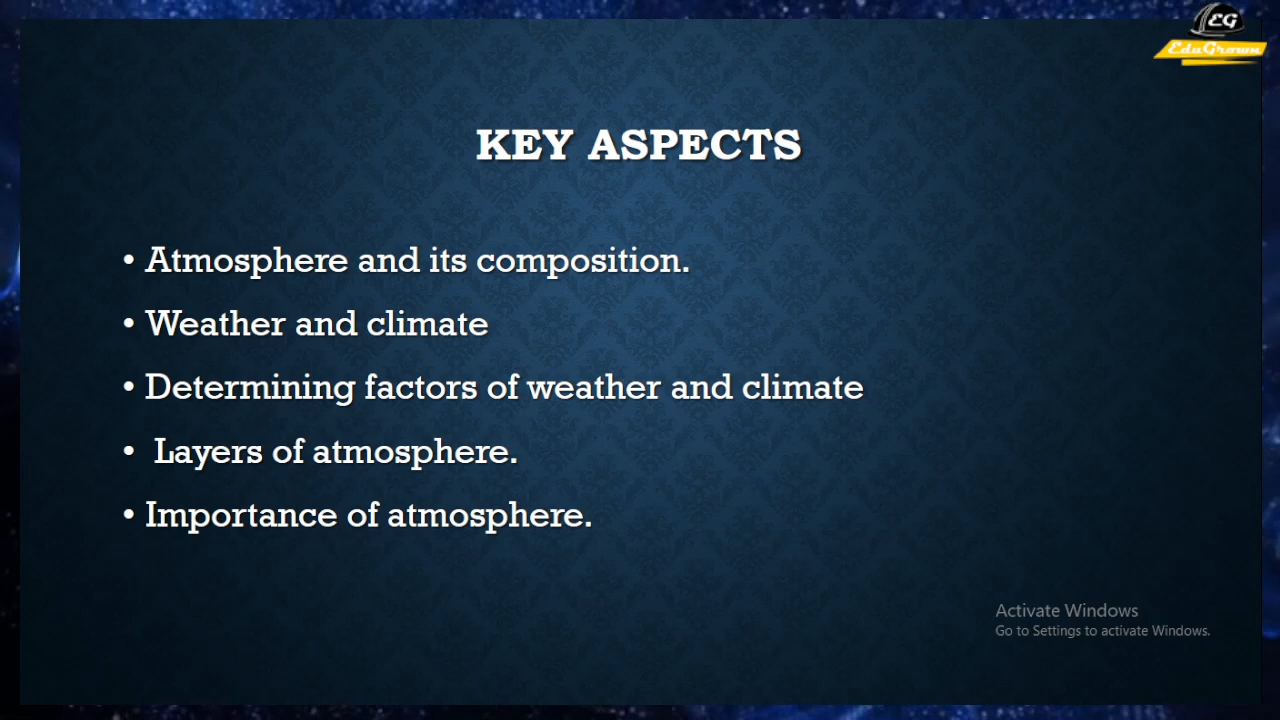 EG
EduGrown
KEY ASPECTS
• Atmosphere and its composition.
• Weather and climate
• Determining factors of weather and climate
• Layers of atmosphere.
• Importance of atmosphere.
Activate Windows
Go to Settings to activate Windows.